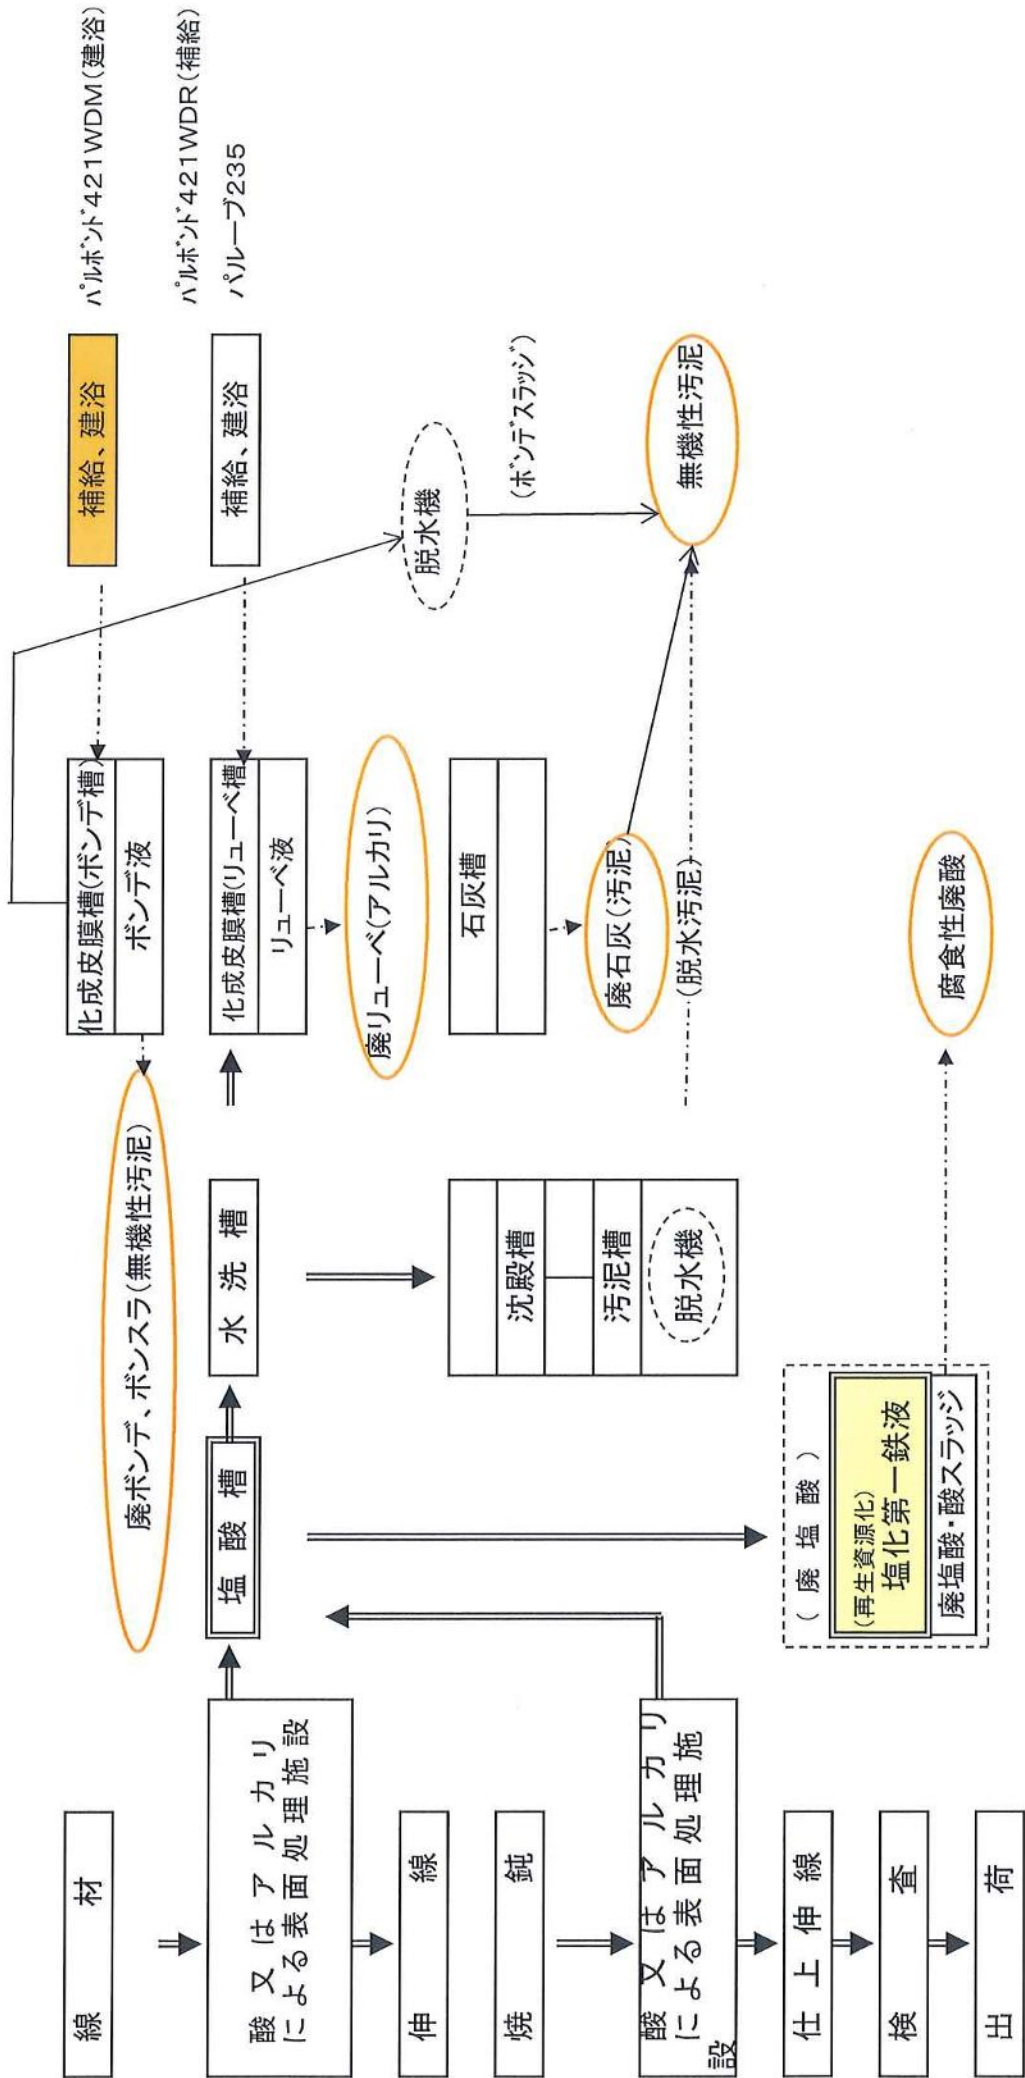 線材
酸又はアルカリ
による表面処理施設
伸線
焼鈍
酸又はアルカリ
による表面処理施
設
仕上伸線
検査
出荷
塩酸槽
水洗槽
廃ボンデ、ボンスラ(無機性汚泥)
沈殿槽
汚泥槽
脱水機
(廃塩酸)
(再生資源化)
塩化第一鉄液
廃塩酸・酸スラッジ
化成皮膜槽(ボンデ槽)
ボンデ液
化成皮膜槽(リューベ槽
リューベ液
廃リューベ(アルカリ)
石灰槽
廃石灰(汚泥)
(脱水汚泥)
腐食性廃酸
補給、建浴
補給、建浴
脱水機
(ボンデスラッジ)
無機性汚泥
パルボンド421WDM(建浴)
パルボンド421WDR(補給)
パルーブ235